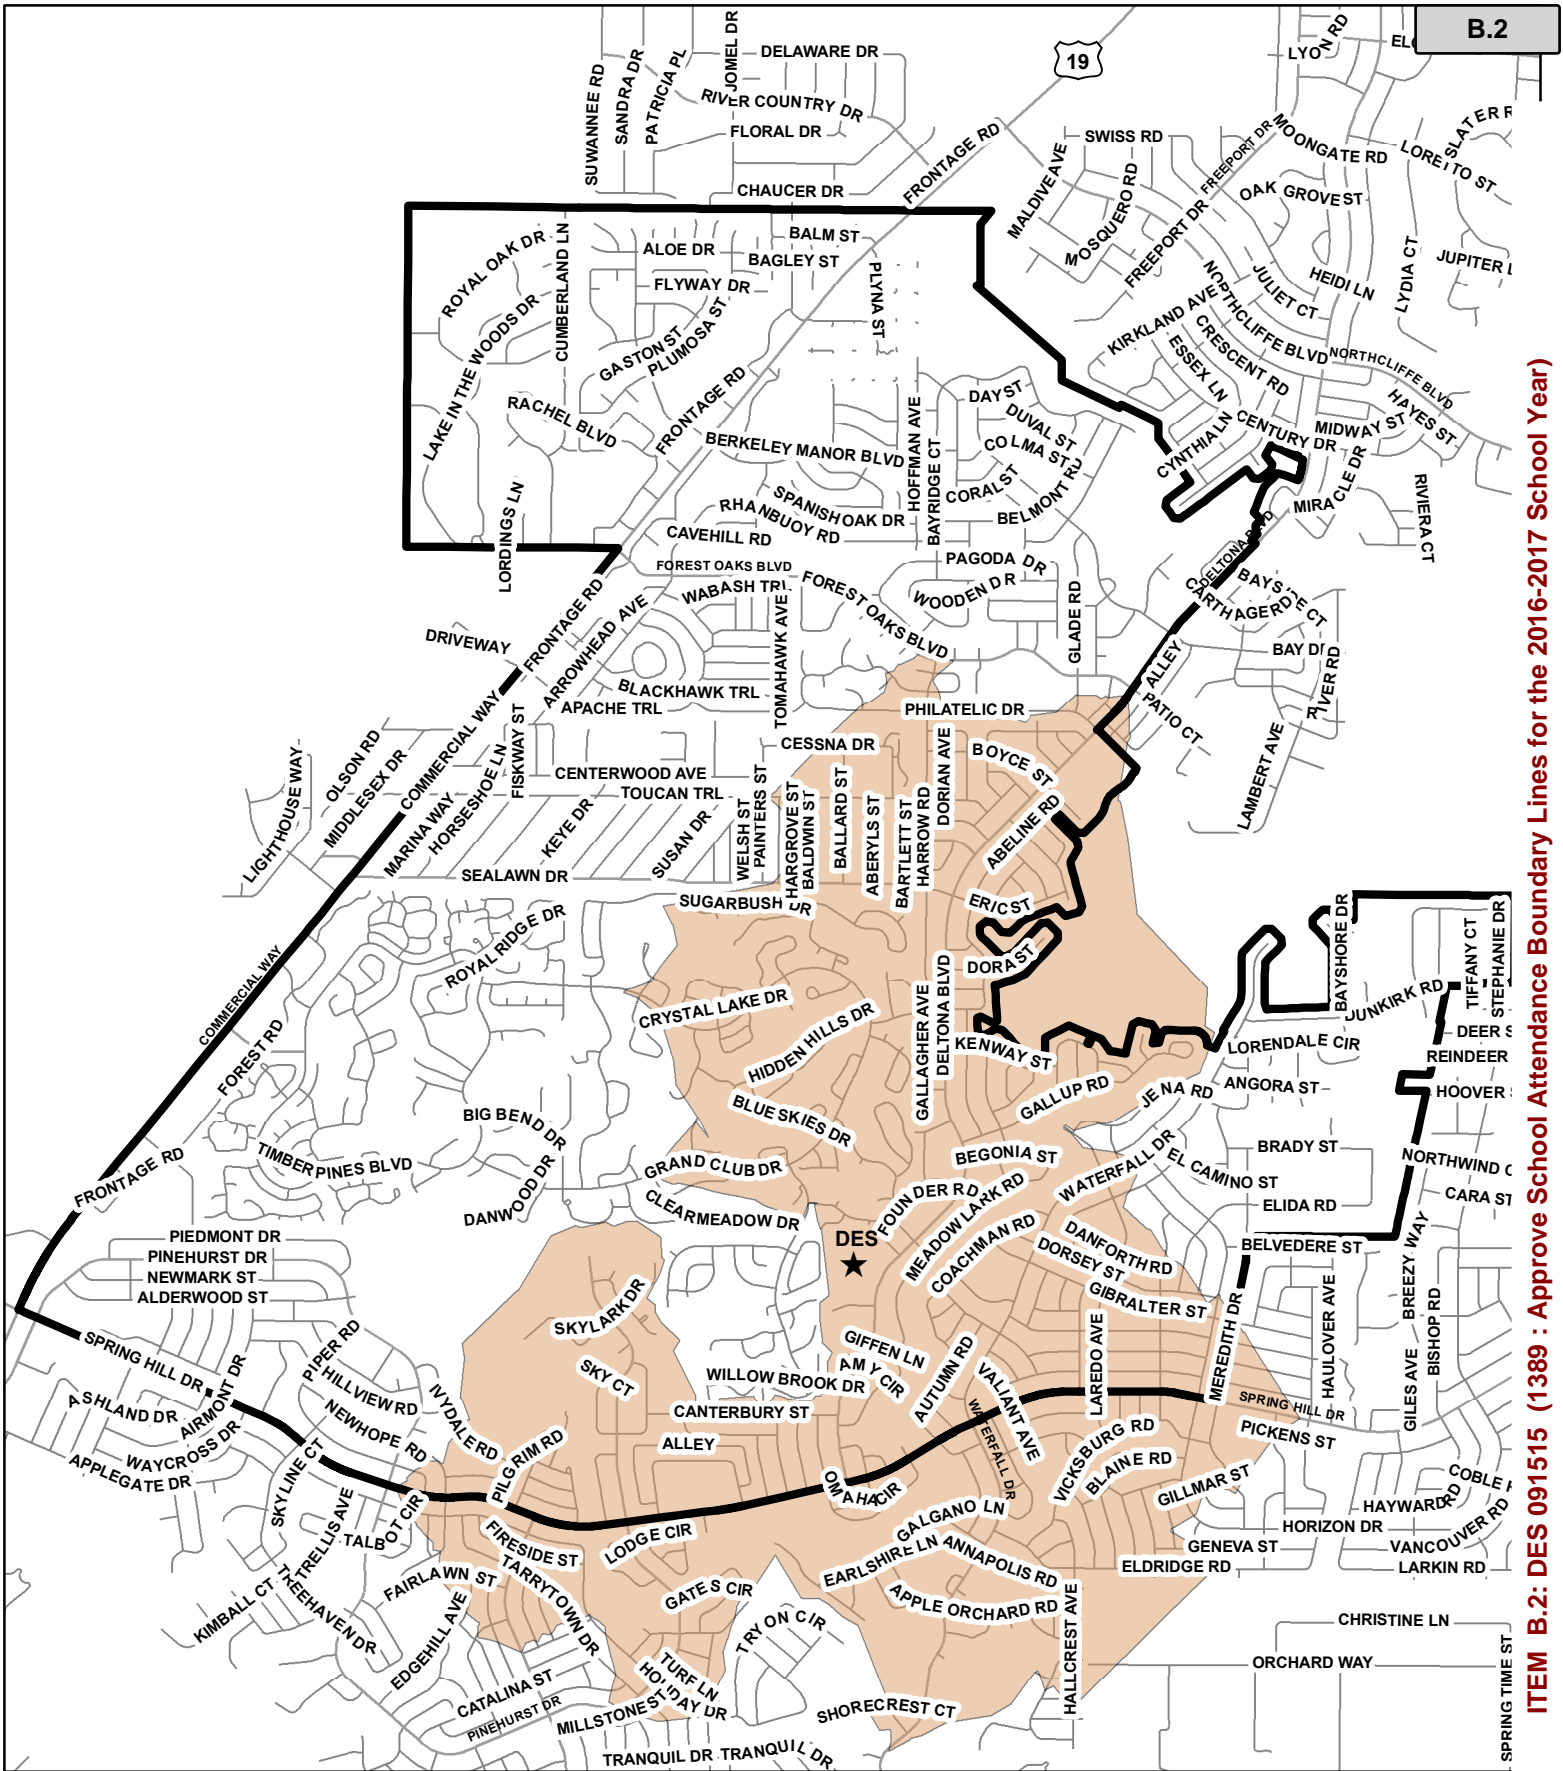 B.2
19
LYON RD
JOMEL DR
DELAWARE DR
SUWANNEE RD
SANDRA DR
PATRICIA PL
RIVER COUNTRY DR
FLORAL DR
CHAUCER DR
FRONTAGE RD
SWISS RD
MALDIVE AVE
MOSQUERO RD
FREEPORT DR
FREEPORT DR
MOONGATE RD
LORETTO ST
OAK GROVE ST
JULIET CT
HEIDI LN
LYDIA CT
NORTHCLIFFE BLVD
NORTHCLIFFE BLVD
KIRKLAND AVE
CRESCENT RD
ESSEX LN
CENTURY DR
CYNTHIA LN
MIDWAY ST
HAYES ST
MIRACLE DR
RIVIERA CT
ROYAL OAK DR
CUMBERLAND LN
ALOE DR
BALM ST
BAGLEY ST
FLYWAY DR
PLYNA ST
LAKE IN THE WOODS DR
GASTON ST
PLUMOSA ST
RACHEL BLVD
FRONTAGE RD
BERKELEY MANOR BLVD
HOFFMAN AVE
BAYRIDGE CT
DAY ST
DUVAL ST
COLMA ST
CORAL ST
BELMONT RD
SPANISH OAK DR
RHANBUOY RD
CAVEHILL RD
LORDINGS LN
FOREST OAKS BLVD
FOREST OAKS BLVD
WABASH TRL
PAGODA DR
WOODEN DR
GLADE RD
DELTONA BLVD
CARTHAGE RD
BAYSIDE CT
RIVER RD
ALLEY
PATIO CT
LAMBERT AVE
DRIVEWAY
FRONTAGE RD
ARROWHEAD AVE
TOMAHAWK AVE
BLACKHAWK TRL
APACHE TRL
PHILATELIC DR
CESSNA DR
CENTERWOOD AVE
TOUCAN TRL
COMMERCIAL WAY
OLSON RD
MIDDLESEX DR
LIGHTHOUSE WAY
MARINA WAY
HORSESHOE LN
FISKWAY ST
KEYE DR
SUSAN DR
SEALAWN DR
WELSH ST
PAINTERS ST
HARGROVE ST
BALDWIN ST
BALLARD ST
ABERYLS ST
BARTLETT ST
HARROW RD
DORIAN AVE
BOYCE ST
ABELINE RD
ERIC ST
DORA ST
SUGARBUSH DR
ROYAL RIDGE DR
CRYSTAL LAKE DR
HIDDEN HILLS DR
GALLAGHER AVE
DELTONA BLVD
KENWAY ST
GALLUP RD
JENA RD
LORENDALE CIR
ANGORA ST
BAYSHORE DR
DUNKIRK RD
TIFFANY CT
STEPHANIE DR
REINDEER
BRADY ST
ELIDA RD
EL CAMINO ST
WATERFALL DR
BEGONIA ST
BLUE SKIES DR
GRAND CLUB DR
CLEARMEADOW DR
COMMERCIAL WAY
FOREST RD
BIG BEND DR
TIMBER PINES BLVD
DANWOOD DR
FRONTAGE RD
PIEDMONT DR
PINEHURST DR
NEWMARK ST
ALDERWOOD ST
DES
FOUNDER RD
MEADOW LARK RD
COACHMAN RD
DANFORTH RD
DORSEY ST
GIBRALTER ST
BELVEDERE ST
MEREDITH DR
HAULOVER AVE
BREEZY WAY
BISHOP RD
GILES AVE
SPRING HILL DR
PICKENS ST
LAREDO AVE
VALIANT AVE
AUTUMN RD
GIFFEN LN
AMY CIR
WILLOW BROOK DR
CANTERBURY ST
ALLEY
SKYLARK DR
SKY CT
SPRING HILL DR
PIPER RD
HILLVIEW RD
IVYDALE RD
NEWHOPE RD
AIRMONT DR
ASHLAND DR
WAYCROSS DR
APPLEGATE DR
SKYLINE CT
TRELLIS AVE
TALBOT CIR
PILGRIM RD
OMAHA CIR
WATERFALL DR
VICKSBURG RD
BLAINE RD
GILLMAR ST
GENEVA ST
HORIZON DR
HAYWARD RD
VANCOUVER RD
LARKIN RD
ELDRIDGE RD
GALGANO LN
EARLSHIRE LN
ANNAPOLIS RD
APPLE ORCHARD RD
HALLCREST AVE
LODGE CIR
FIRESIDE ST
TARRYTOWN DR
FAIRLAWN ST
GATES CIR
TRYON CIR
KIMBALL CT
TREEHAVEN DR
EDGEHILL AVE
CATALINA ST
PINEHURST DR
MILLSTONE ST
TURF LN
HOLIDAY DR
SHORECREST CT
TRANQUIL DR
TRANQUIL DR
CHRISTINE LN
ORCHARD WAY
SPRING TIME ST
ITEM B.2: DES 091515 (1389 : Approve School Attendance Boundary Lines for the 2016-2017 School Year)